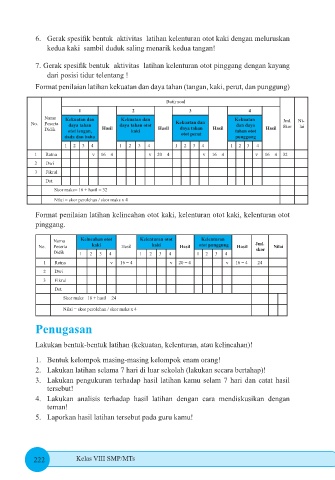 6. Gerak spesifik bentuk aktivitas latihan kelenturan otot kaki dengan meluruskan
kedua kaki sambil duduk saling menarik kedua tangan!
7. Gerak spesifik bentuk aktivitas latihan kelenturan otot pinggang dengan kayang
dari posisi tidur telentang !
Format penilaian latihan kekuatan dan daya tahan (tangan, kaki, perut, dan punggung)
Butir soal
1 2 3 4
No. Nama Peserta Didik Kekuatan dan daya tahan otot tangan, dada dan bahu Hasil Kekuatan dan daya tahan otot kaki Hasil Kekuatan dan daya tahan otot perut Hasil Kekuatan dan daya tahan otot punggung Hasil Jml Skor Ni-lai
1 2 3 4 1 2 3 4 1 2 3 4 1 2 3 4
1 Ratna v 16 4 v 20 4 v 16 4 v 16 4 32
2 Dwi
3 Fikral
Dst
Skor maks= 16 + hasil = 32
Nilai = skor perolehan / skor maks x 4
Format penilaian latihan kelincahan otot kaki, kelenturan otot kaki, kelenturan otot
pinggang.
No. Nama Peserta Didik Kelincahan otot kaki Hasil Kelenturan otot kaki Hasil Kelenturan otot punggung Hasil Jml skor Nilai
1 2 3 4 1 2 3 4 1 2 3 4
1 Ratna v 16 = 4 v 20 = 4 v 16 = 4 24
2 Dwi
3 Fikral
Dst
Skor maks 16 + hasil 24
Nilai = skor perolehan / skor maks x 4
Penugasan
Lakukan bentuk-bentuk latihan (kekuatan, kelenturan, atau kelincahan)!
1. Bentuk kelompok masing-masing kelompok enam orang!
2. Lakukan latihan selama 7 hari di luar sekolah (lakukan secara bertahap)!
3. Lakukan pengukuran terhadap hasil latihan kamu selam 7 hari dan catat hasil
tersebut!
4. Lakukan analisis terhadap hasil latihan dengan cara mendiskusikan dengan
teman!
5. Laporkan hasil latihan tersebut pada guru kamu!
222 Kelas VIII SMP/MTs